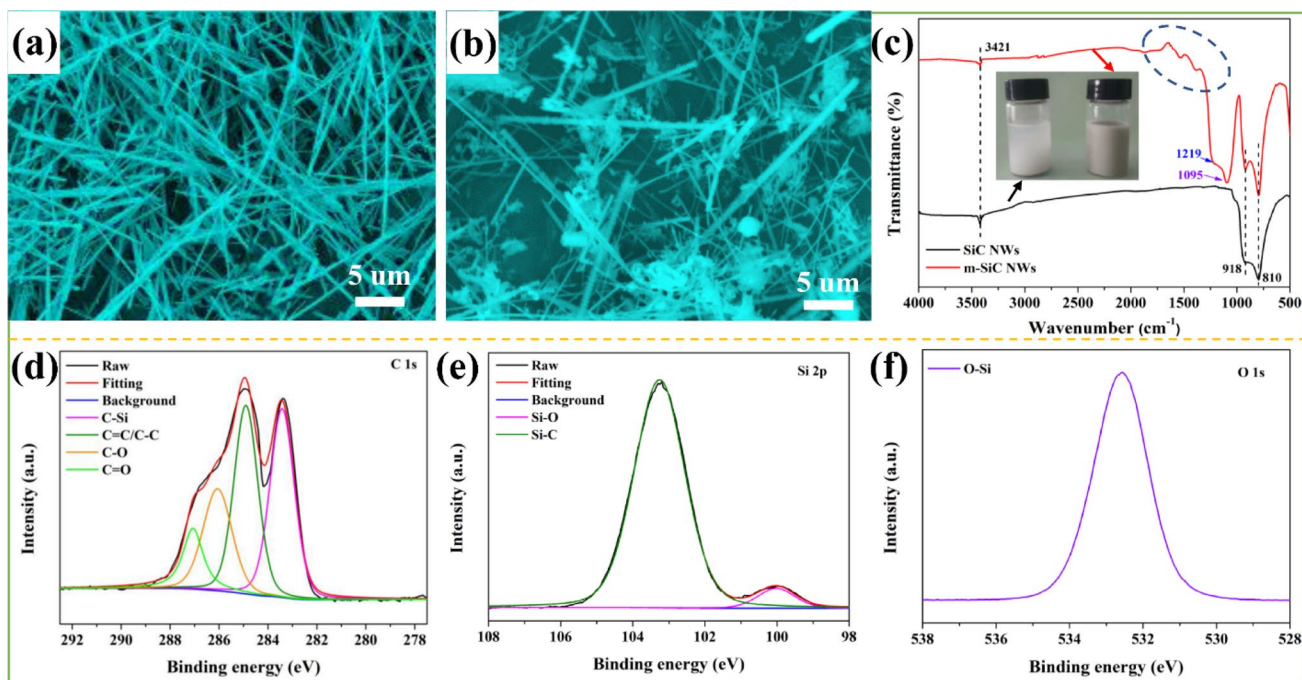 (a)
5 um
(b)
5 um
(c)
3421
1219
1095
918
810
SiC NWs
m-SiC NWs
Transmittance (%)
4000 3500 3000 2500 2000 1500 1000 500
Wavenumber (cm⁻¹)
(d)
Raw
Fitting
Background
C-Si
C=C/C-C
C-O
C=O
C 1s
Intensity (a.u.)
292 290 288 286 284 282 280 278
Binding energy (eV)
(e)
Raw
Fitting
Background
Si-O
Si-C
Si 2p
Intensity (a.u.)
108 106 104 102 100 98
Binding energy (eV)
(f)
O-Si
O 1s
Intensity (a.u.)
538 536 534 532 530 528
Binding energy (eV)